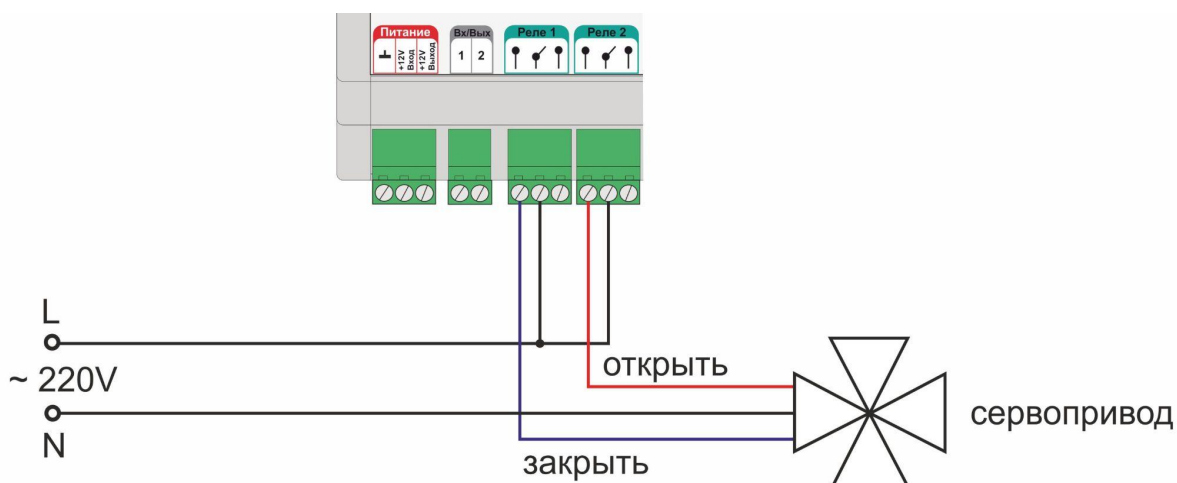 Питание Вх/Вых Реле 1 Реле 2
+12V Вход
+12V Выход
1 2
L
~ 220V
N
открыть
закрыть
сервопривод